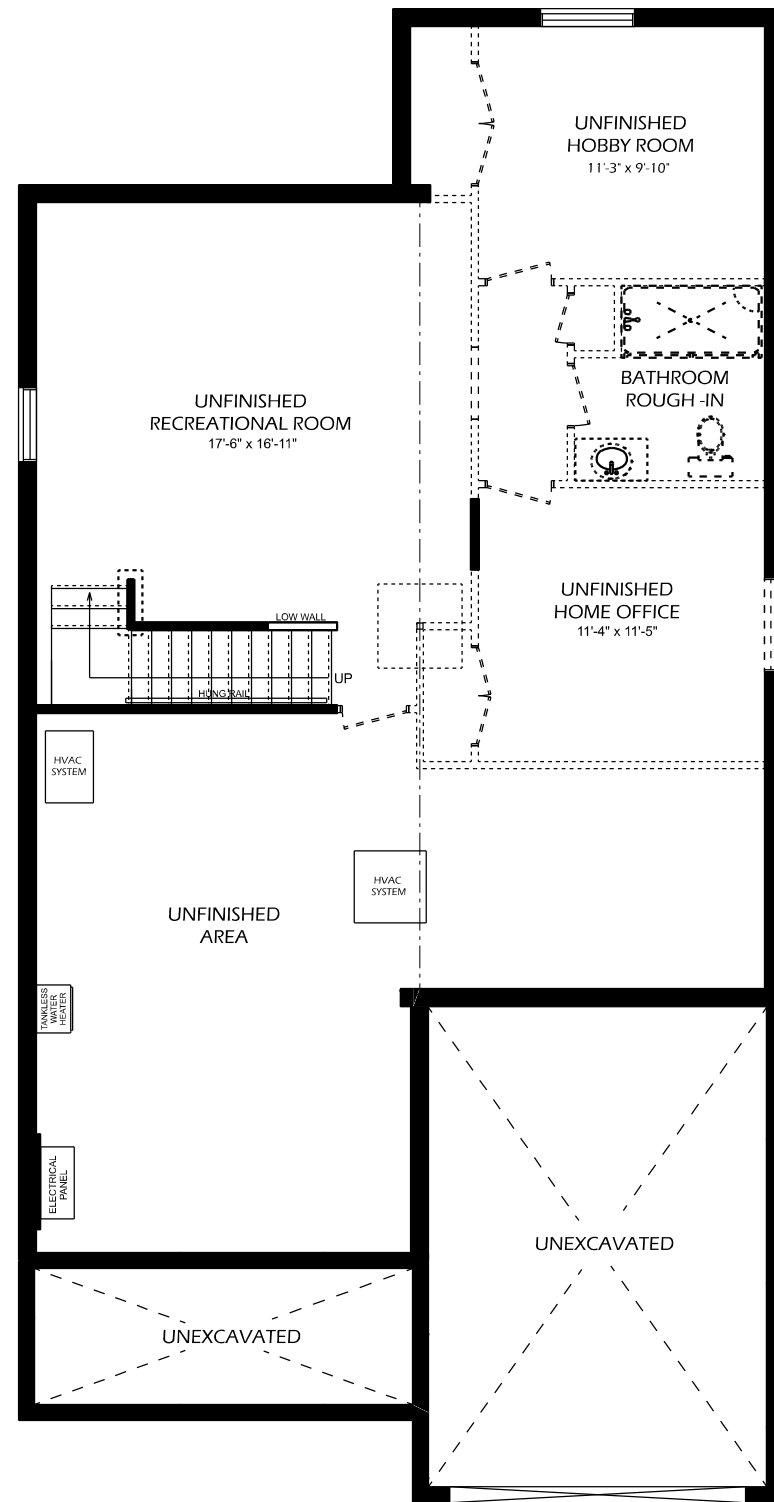 UNFINISHED
HOBBY ROOM
11'-3" x 9'-10"
BATHROOM
ROUGH -IN
UNFINISHED
RECREATIONAL ROOM
17'-6" x 16'-11"
UNFINISHED
HOME OFFICE
11'-4" x 11'-5"
LOW WALL
UP
HUNG RAIL
HVAC
SYSTEM
HVAC
SYSTEM
UNFINISHED
AREA
TANKLESS
WATER
HEATER
ELECTRICAL
PANEL
UNEXCAVATED
UNEXCAVATED